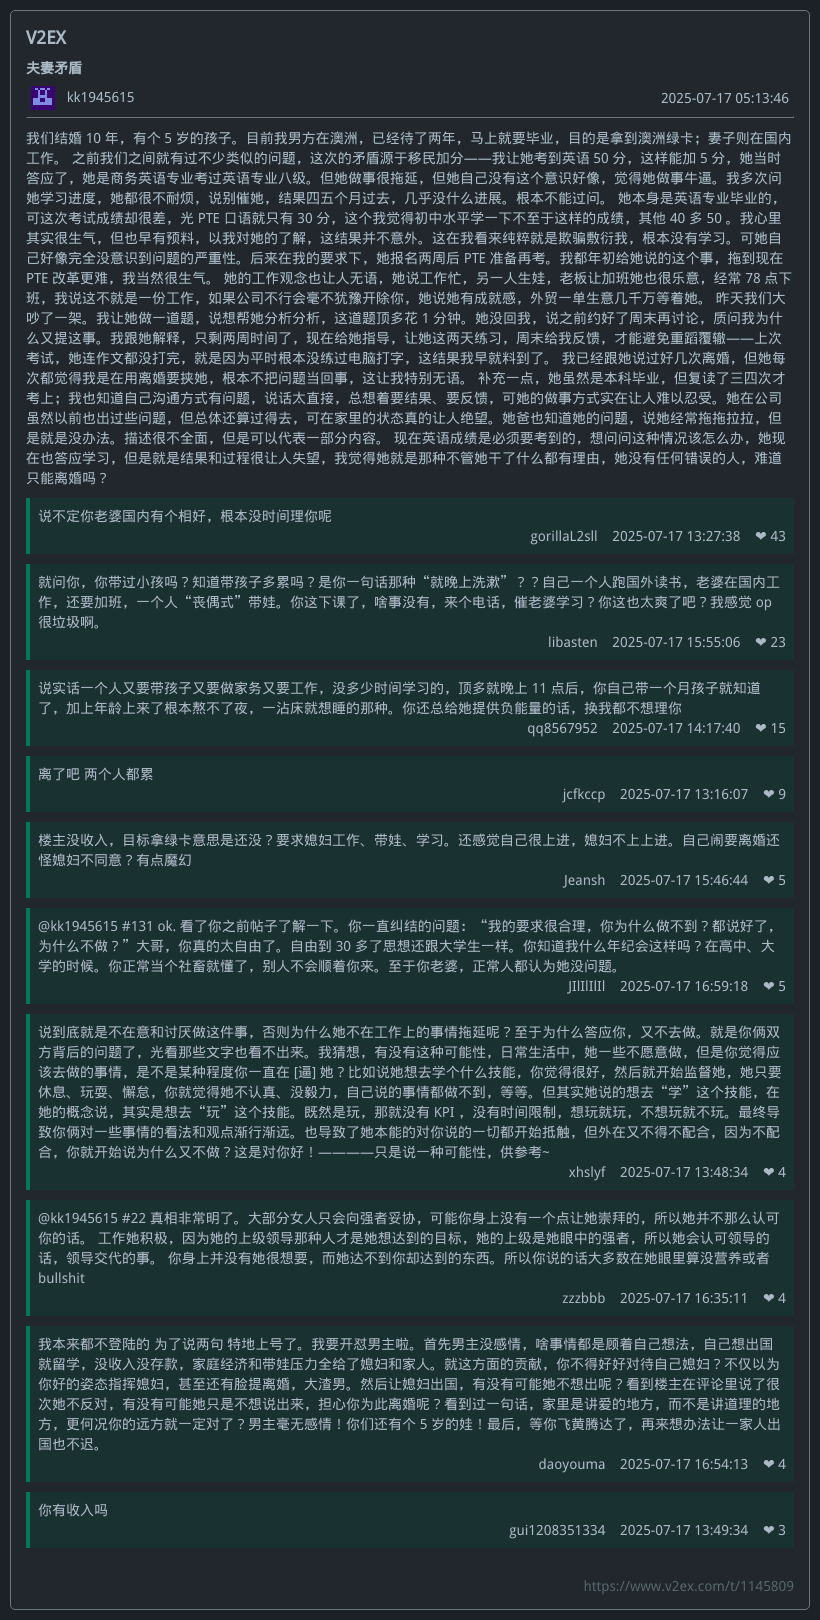 V2EX
夫妻矛盾
kk1945615 2025-07-17 05:13:46
我们结婚 10 年，有个 5 岁的孩子。目前我男方在澳洲，已经待了两年，马上就要毕业，目的是拿到澳洲绿卡；妻子则在国内
工作。 之前我们之间就有过不少类似的问题，这次的矛盾源于移民加分——我让她考到英语 50 分，这样能加 5 分，她当时
答应了，她是商务英语专业考过英语专业八级。但她做事很拖延，但她自己没有这个意识好像，觉得她做事牛逼。我多次问
她学习进度，她都很不耐烦，说别催她，结果四五个月过去，几乎没什么进展。根本不能过问。 她本身是英语专业毕业的，
可这次考试成绩却很差，光 PTE 口语就只有 30 分，这个我觉得初中水平学一下不至于这样的成绩，其他 40 多 50 。我心里
其实很生气，但也早有预料，以我对她的了解，这结果并不意外。这在我看来纯粹就是欺骗敷衍我，根本没有学习。可她自
己好像完全没意识到问题的严重性。后来在我的要求下，她报名两周后 PTE 准备再考。我都年初给她说的这个事，拖到现在
PTE 改革更难，我当然很生气。 她的工作观念也让人无语，她说工作忙，另一人生娃，老板让加班她也很乐意，经常 78 点下
班，我说这不就是一份工作，如果公司不行会毫不犹豫开除你，她说她有成就感，外贸一单生意几千万等着她。 昨天我们大
吵了一架。我让她做一道题，说想帮她分析分析，这道题顶多花 1 分钟。她没回我，说之前约好了周末再讨论，质问我为什
么又提这事。我跟她解释，只剩两周时间了，现在给她指导，让她这两天练习，周末给我反馈，才能避免重蹈覆辙——上次
考试，她连作文都没打完，就是因为平时根本没练过电脑打字，这结果我早就料到了。 我已经跟她说过好几次离婚，但她每
次都觉得我是在用离婚要挟她，根本不把问题当回事，这让我特别无语。 补充一点，她虽然是本科毕业，但复读了三四次才
考上；我也知道自己沟通方式有问题，说话太直接，总想着要结果、要反馈，可她的做事方式实在让人难以忍受。她在公司
虽然以前也出过些问题，但总体还算过得去，可在家里的状态真的让人绝望。她爸也知道她的问题，说她经常拖拖拉拉，但
是就是没办法。描述很不全面，但是可以代表一部分内容。 现在英语成绩是必须要考到的，想问问这种情况该怎么办，她现
在也答应学习，但是就是结果和过程很让人失望，我觉得她就是那种不管她干了什么都有理由，她没有任何错误的人，难道
只能离婚吗？
说不定你老婆国内有个相好，根本没时间理你呢
gorillaL2sll 2025-07-17 13:27:38 ❤ 43
就问你，你带过小孩吗？知道带孩子多累吗？是你一句话那种“就晚上洗漱”？？自己一个人跑国外读书，老婆在国内工
作，还要加班，一个人“丧偶式”带娃。你这下课了，啥事没有，来个电话，催老婆学习？你这也太爽了吧？我感觉 op
很垃圾啊。
libasten 2025-07-17 15:55:06 ❤ 23
说实话一个人又要带孩子又要做家务又要工作，没多少时间学习的，顶多就晚上 11 点后，你自己带一个月孩子就知道
了，加上年龄上来了根本熬不了夜，一沾床就想睡的那种。你还总给她提供负能量的话，换我都不想理你
qq8567952 2025-07-17 14:17:40 ❤ 15
离了吧 两个人都累
jcfkccp 2025-07-17 13:16:07 ❤ 9
楼主没收入，目标拿绿卡意思是还没？要求媳妇工作、带娃、学习。还感觉自己很上进，媳妇不上上进。自己闹要离婚还
怪媳妇不同意？有点魔幻
Jeansh 2025-07-17 15:46:44 ❤ 5
@kk1945615 #131 ok. 看了你之前帖子了解一下。你一直纠结的问题：“我的要求很合理，你为什么做不到？都说好了，
为什么不做？”大哥，你真的太自由了。自由到 30 多了思想还跟大学生一样。你知道我什么年纪会这样吗？在高中、大
学的时候。你正常当个社畜就懂了，别人不会顺着你来。至于你老婆，正常人都认为她没问题。
JIlIlIlIl 2025-07-17 16:59:18 ❤ 5
说到底就是不在意和讨厌做这件事，否则为什么她不在工作上的事情拖延呢？至于为什么答应你，又不去做。就是你俩双
方背后的问题了，光看那些文字也看不出来。我猜想，有没有这种可能性，日常生活中，她一些不愿意做，但是你觉得应
该去做的事情，是不是某种程度你一直在 [逼] 她？比如说她想去学个什么技能，你觉得很好，然后就开始监督她，她只要
休息、玩耍、懈怠，你就觉得她不认真、没毅力，自己说的事情都做不到，等等。但其实她说的想去“学”这个技能，在
她的概念说，其实是想去“玩”这个技能。既然是玩，那就没有 KPI ，没有时间限制，想玩就玩，不想玩就不玩。最终导
致你俩对一些事情的看法和观点渐行渐远。也导致了她本能的对你说的一切都开始抵触，但外在又不得不配合，因为不配
合，你就开始说为什么又不做？这是对你好！————只是说一种可能性，供参考~
xhslyf 2025-07-17 13:48:34 ❤ 4
@kk1945615 #22 真相非常明了。大部分女人只会向强者妥协，可能你身上没有一个点让她崇拜的，所以她并不那么认可
你的话。 工作她积极，因为她的上级领导那种人才是她想达到的目标，她的上级是她眼中的强者，所以她会认可领导的
话，领导交代的事。 你身上并没有她很想要，而她达不到你却达到的东西。所以你说的话大多数在她眼里算没营养或者
bullshit
zzzbbb 2025-07-17 16:35:11 ❤ 4
我本来都不登陆的 为了说两句 特地上号了。我要开怼男主啦。首先男主没感情，啥事情都是顾着自己想法，自己想出国
就留学，没收入没存款，家庭经济和带娃压力全给了媳妇和家人。就这方面的贡献，你不得好好对待自己媳妇？不仅以为
你好的姿态指挥媳妇，甚至还有脸提离婚，大渣男。然后让媳妇出国，有没有可能她不想出呢？看到楼主在评论里说了很
次她不反对，有没有可能她只是不想说出来，担心你为此离婚呢？看到过一句话，家里是讲爱的地方，而不是讲道理的地
方，更何况你的远方就一定对了？男主毫无感情！你们还有个 5 岁的娃！最后，等你飞黄腾达了，再来想办法让一家人出
国也不迟。
daoyouma 2025-07-17 16:54:13 ❤ 4
你有收入吗
gui1208351334 2025-07-17 13:49:34 ❤ 3
https://www.v2ex.com/t/1145809